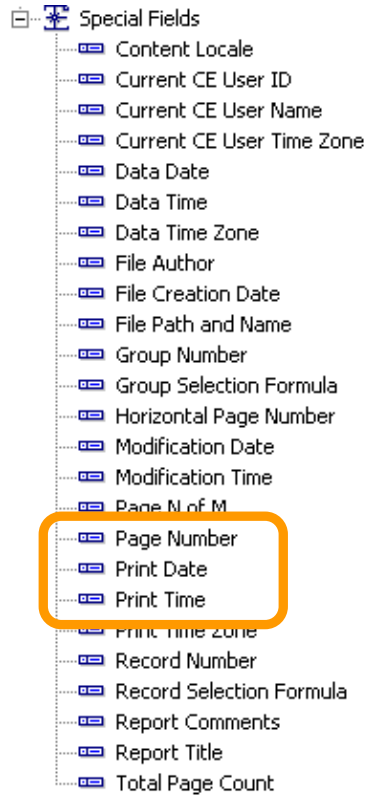 Special Fields
Content Locale
Current CE User ID
Current CE User Name
Current CE User Time Zone
Data Date
Data Time
Data Time Zone
File Author
File Creation Date
File Path and Name
Group Number
Group Selection Formula
Horizontal Page Number
Modification Date
Modification Time
Page N of M
Page Number
Print Date
Print Time
Print Time Zone
Record Number
Record Selection Formula
Report Comments
Report Title
Total Page Count